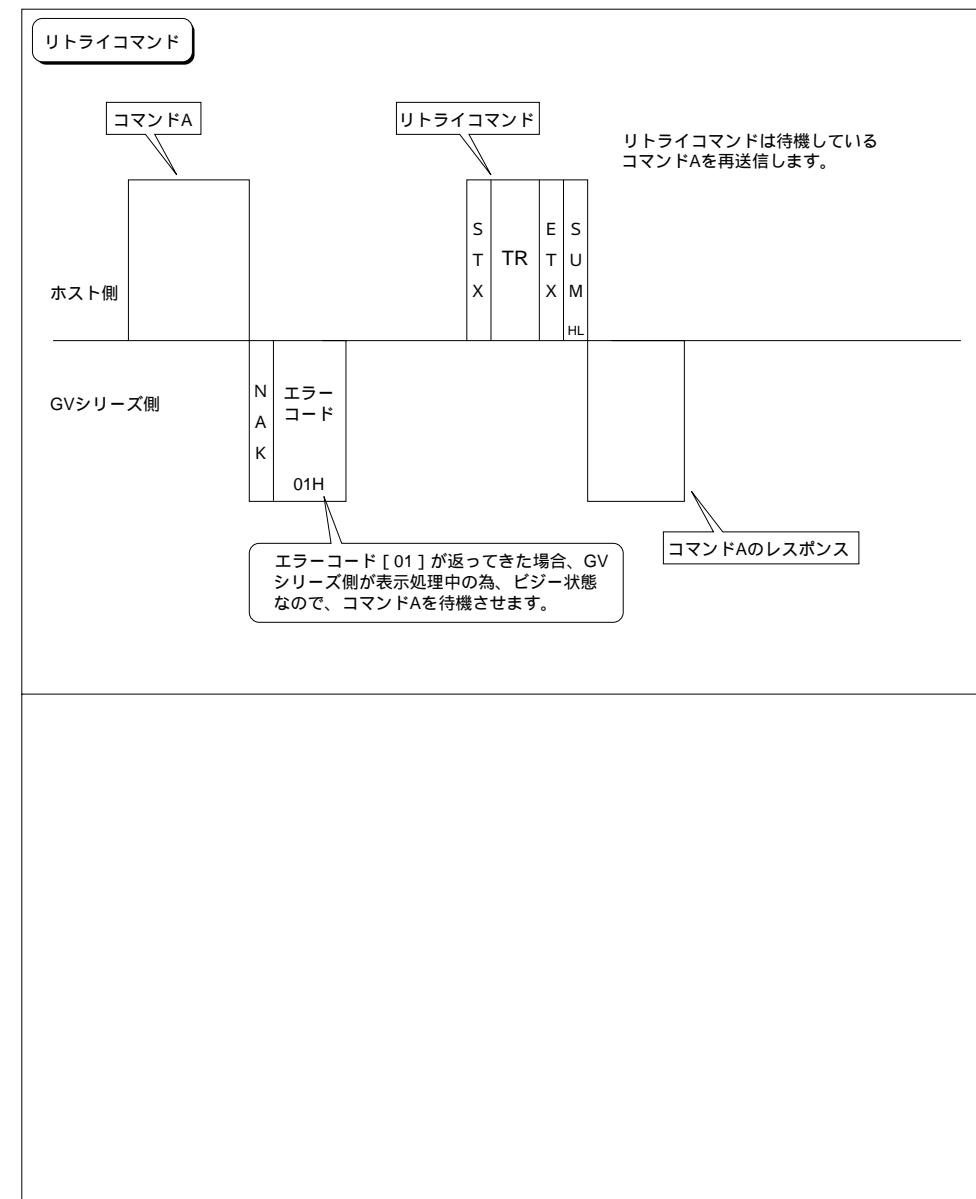 リトライコマンド
コマンドA
リトライコマンド
リトライコマンドは待機している
コマンドAを再送信します。
STX
TR
ETX
SUM
HL
ホスト側
GVシリーズ側
NAK
エラー
コード
01H
エラーコード [ 01 ] が返ってきた場合、GV
シリーズ側が表示処理中の為、ビジー状態
なので、コマンドAを待機させます。
コマンドAのレスポンス